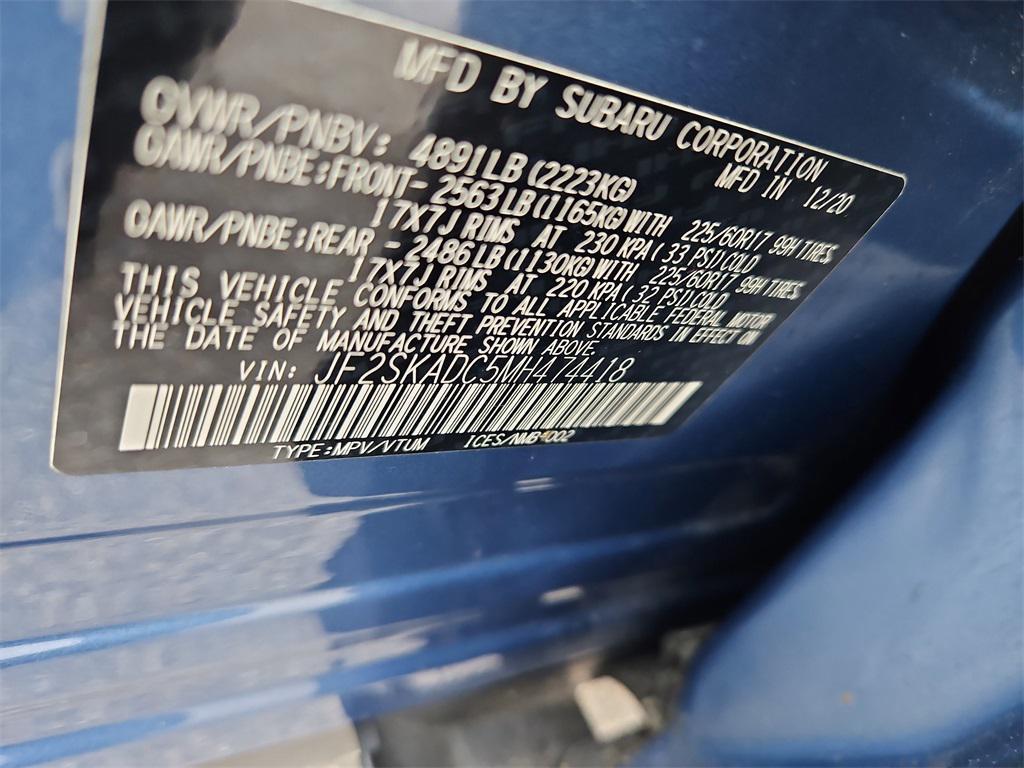 MFD BY SUBARU CORPORATION
MFD IN 12/20
GVWR/PNBV: 4891LB(2223KG)
GAWR/PNBE:FRONT- 2563LB(1165KG)WITH 225/60R17 99H TIRES
17X7J RIMS AT 230 KPA( 33 PSI)COLD
GAWR/PNBE:REAR - 2486LB(1130KG)WITH 225/60R17 99H TIRES
17X7J RIMS AT 220 KPA( 32 PSI)COLD
THIS VEHICLE CONFORMS TO ALL APPLICABLE FEDERAL MOTOR
VEHICLE SAFETY AND THEFT PREVENTION STANDARDS IN EFFECT ON
THE DATE OF MANUFACTURE SHOWN ABOVE.
VIN: JF2SKADC5MH474418
TYPE:MPV/VTUM ICES/NMB-002